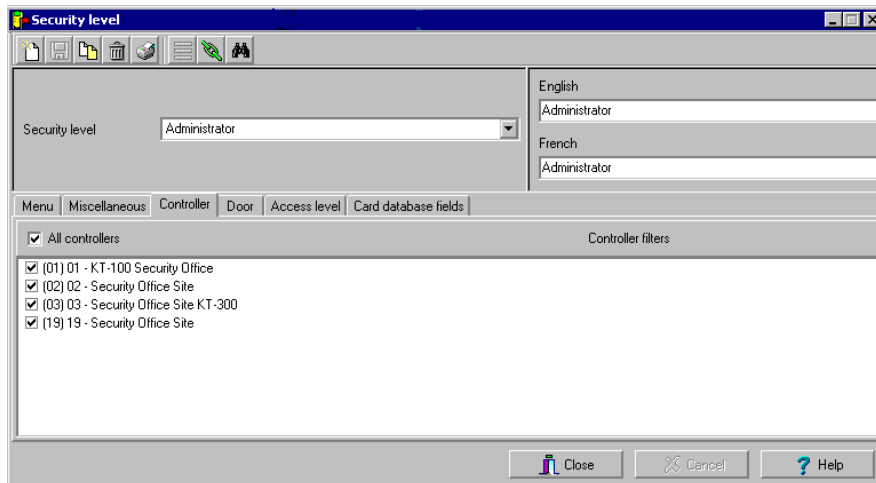 Security level
English
Administrator
Security level
Administrator
French
Administrator
Menu
Miscellaneous
Controller
Door
Access level
Card database fields
All controllers
Controller filters
(01) 01 - KT-100 Security Office
(02) 02 - Security Office Site
(03) 03 - Security Office Site KT-300
(19) 19 - Security Office Site
Close
Cancel
Help